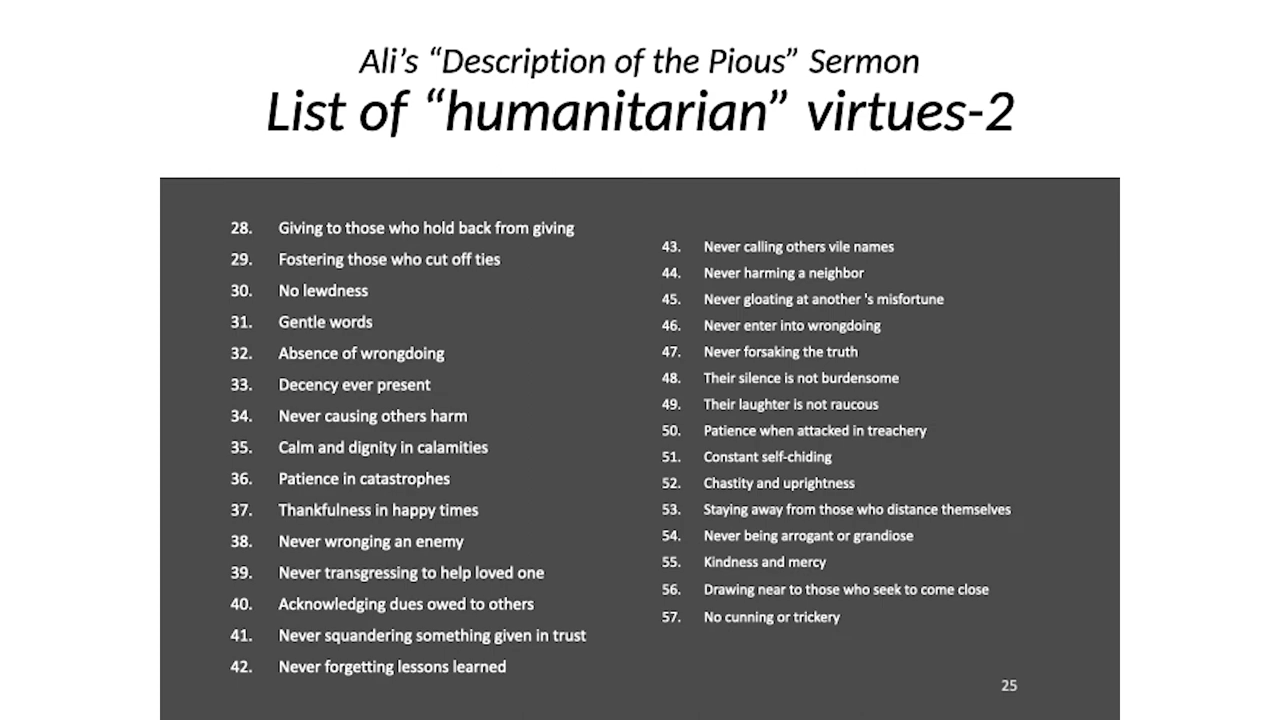 Ali’s “Description of the Pious” Sermon
List of “humanitarian” virtues-2
28. Giving to those who hold back from giving
29. Fostering those who cut off ties
30. No lewdness
31. Gentle words
32. Absence of wrongdoing
33. Decency ever present
34. Never causing others harm
35. Calm and dignity in calamities
36. Patience in catastrophes
37. Thankfulness in happy times
38. Never wronging an enemy
39. Never transgressing to help loved one
40. Acknowledging dues owed to others
41. Never squandering something given in trust
42. Never forgetting lessons learned
43. Never calling others vile names
44. Never harming a neighbor
45. Never gloating at another 's misfortune
46. Never enter into wrongdoing
47. Never forsaking the truth
48. Their silence is not burdensome
49. Their laughter is not raucous
50. Patience when attacked in treachery
51. Constant self-chiding
52. Chastity and uprightness
53. Staying away from those who distance themselves
54. Never being arrogant or grandiose
55. Kindness and mercy
56. Drawing near to those who seek to come close
57. No cunning or trickery
25